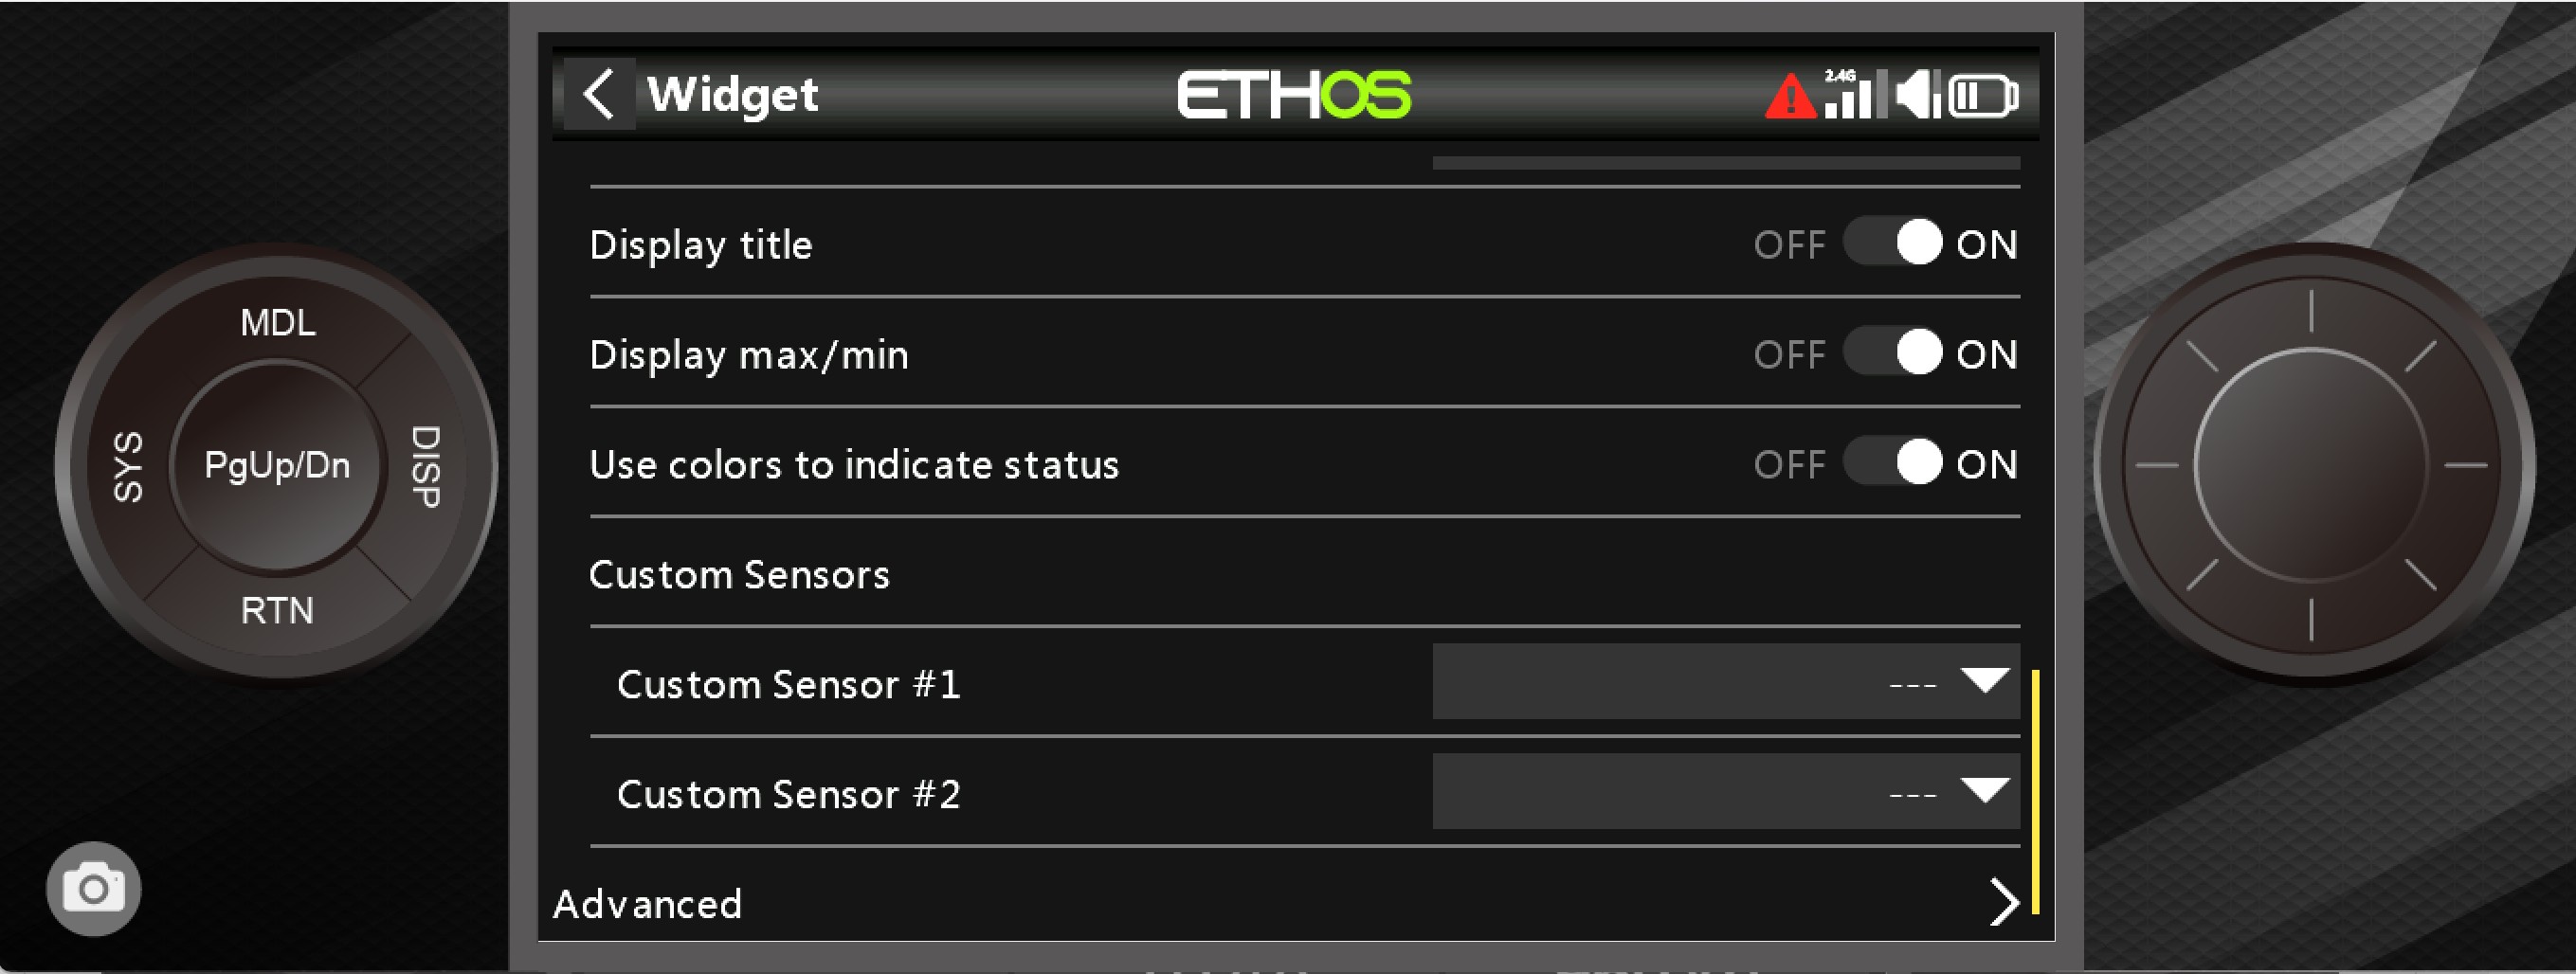 Widget
ETHOS
2.4G
Display title OFF ON
Display max/min OFF ON
Use colors to indicate status OFF ON
Custom Sensors
Custom Sensor #1 ---
Custom Sensor #2 ---
Advanced
MDL
SYS
PgUp/Dn
DISP
RTN